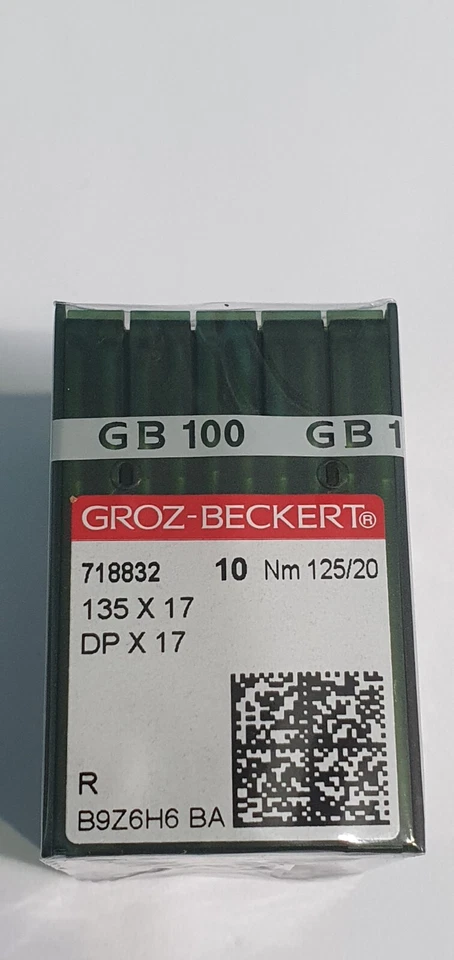 GB 100 GB 1
GROZ-BECKERT®
718832 10 Nm 125/20
135 X 17
DP X 17
R
B9Z6H6 BA